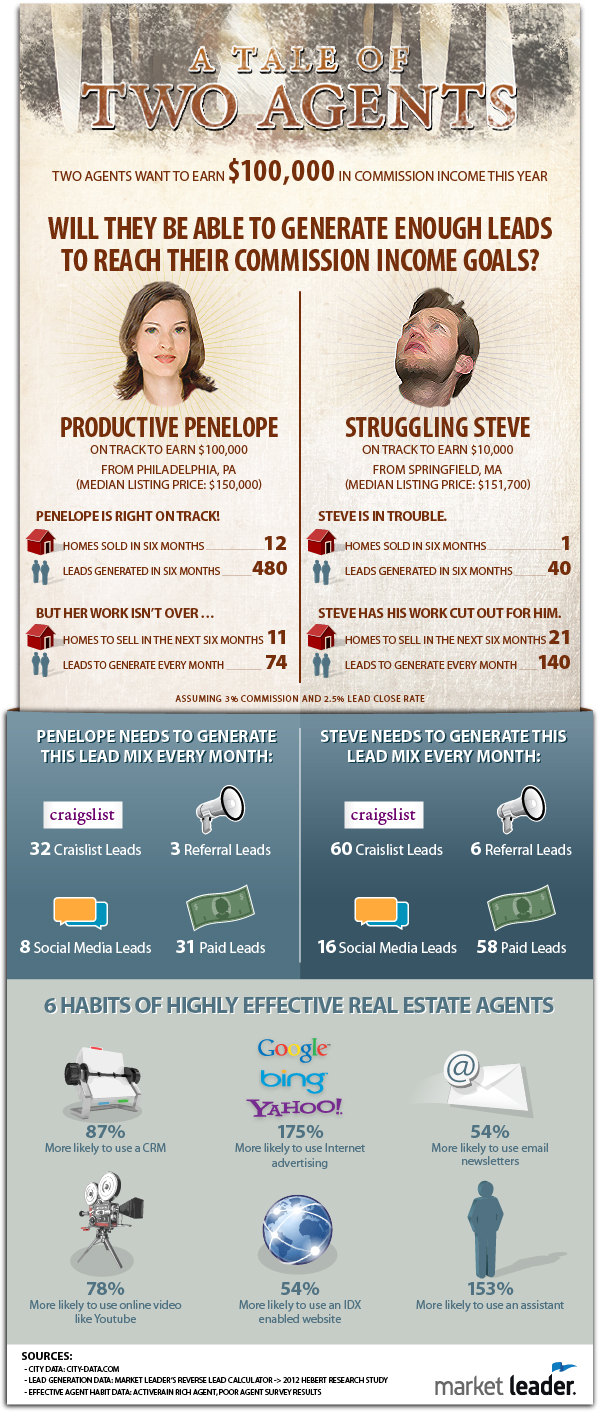 A TALE OF
TWO AGENTS
TWO AGENTS WANT TO EARN $100,000 IN COMMISSION INCOME THIS YEAR
WILL THEY BE ABLE TO GENERATE ENOUGH LEADS
TO REACH THEIR COMMISSION INCOME GOALS?
PRODUCTIVE PENELOPE
ON TRACK TO EARN $100,000
FROM PHILADELPHIA, PA
(MEDIAN LISTING PRICE: $150,000)
PENELOPE IS RIGHT ON TRACK!
HOMES SOLD IN SIX MONTHS 12
LEADS GENERATED IN SIX MONTHS 480
BUT HER WORK ISN'T OVER ...
HOMES TO SELL IN THE NEXT SIX MONTHS 11
LEADS TO GENERATE EVERY MONTH 74
STRUGGLING STEVE
ON TRACK TO EARN $10,000
FROM SPRINGFIELD, MA
(MEDIAN LISTING PRICE: $151,700)
STEVE IS IN TROUBLE.
HOMES SOLD IN SIX MONTHS 1
LEADS GENERATED IN SIX MONTHS 40
STEVE HAS HIS WORK CUT OUT FOR HIM.
HOMES TO SELL IN THE NEXT SIX MONTHS 21
LEADS TO GENERATE EVERY MONTH 140
ASSUMING 3% COMMISSION AND 2.5% LEAD CLOSE RATE
PENELOPE NEEDS TO GENERATE
THIS LEAD MIX EVERY MONTH:
craigslist
32 Craislist Leads
3 Referral Leads
8 Social Media Leads
31 Paid Leads
STEVE NEEDS TO GENERATE THIS
LEAD MIX EVERY MONTH:
craigslist
60 Craislist Leads
6 Referral Leads
16 Social Media Leads
58 Paid Leads
6 HABITS OF HIGHLY EFFECTIVE REAL ESTATE AGENTS
87%
More likely to use a CRM
Google
bing
YAHOO!
175%
More likely to use Internet
advertising
@
54%
More likely to use email
newsletters
78%
More likely to use online video
like Youtube
54%
More likely to use an IDX
enabled website
153%
More likely to use an assistant
SOURCES:
- CITY DATA: CITY-DATA.COM
- LEAD GENERATION DATA: MARKET LEADER'S REVERSE LEAD CALCULATOR -> 2012 HEBERT RESEARCH STUDY
- EFFECTIVE AGENT HABIT DATA: ACTIVERAIN RICH AGENT, POOR AGENT SURVEY RESULTS
market leader.